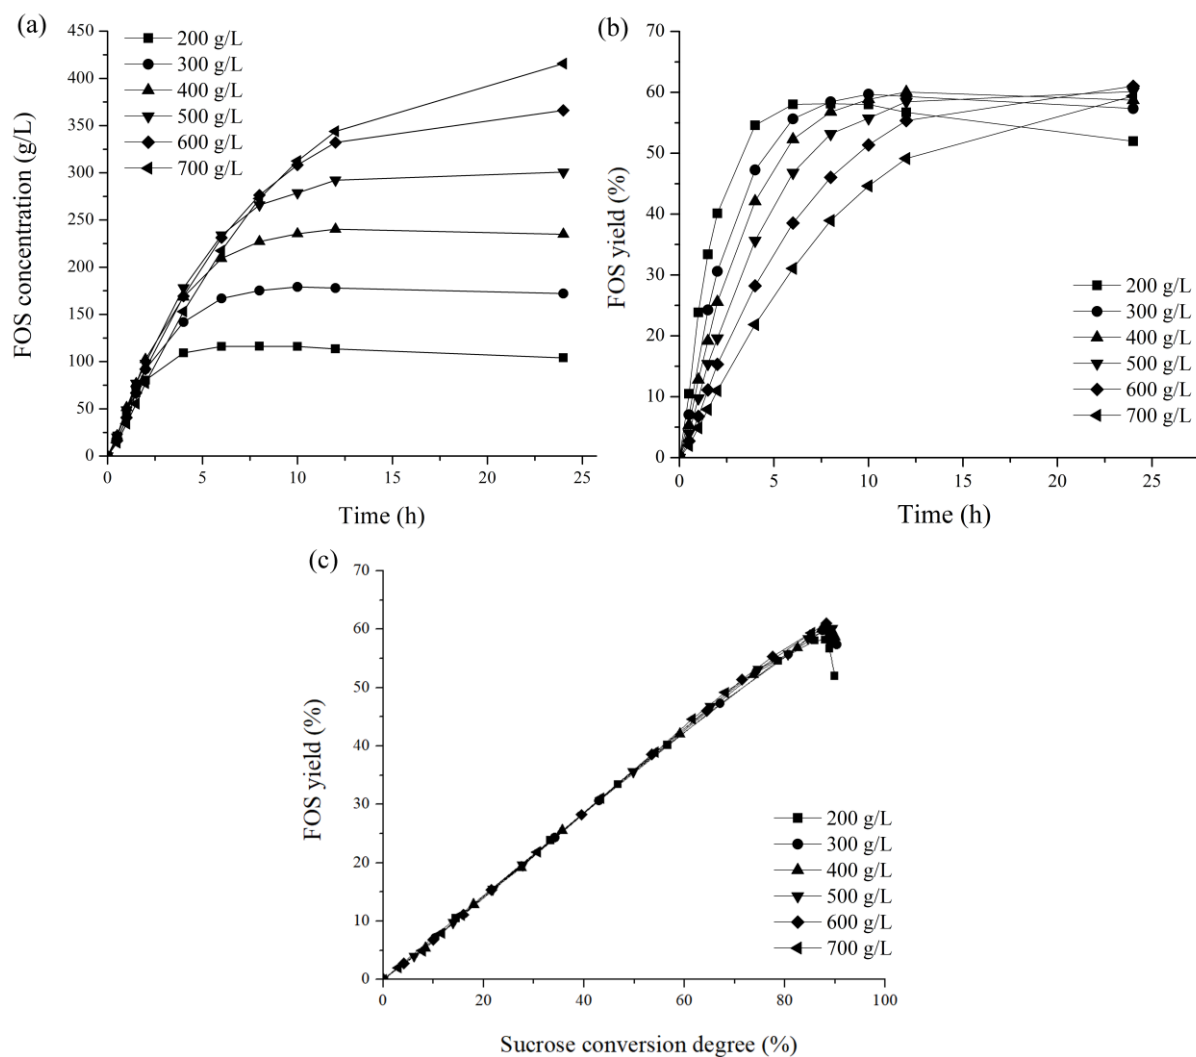 (a)
FOS concentration (g/L)
450
400
350
300
250
200
150
100
50
0
200 g/L
300 g/L
400 g/L
500 g/L
600 g/L
700 g/L
0 5 10 15 20 25
Time (h)
(b)
FOS yield (%)
70
60
50
40
30
20
10
0
200 g/L
300 g/L
400 g/L
500 g/L
600 g/L
700 g/L
0 5 10 15 20 25
Time (h)
(c)
FOS yield (%)
70
60
50
40
30
20
10
0
200 g/L
300 g/L
400 g/L
500 g/L
600 g/L
700 g/L
0 20 40 60 80 100
Sucrose conversion degree (%)